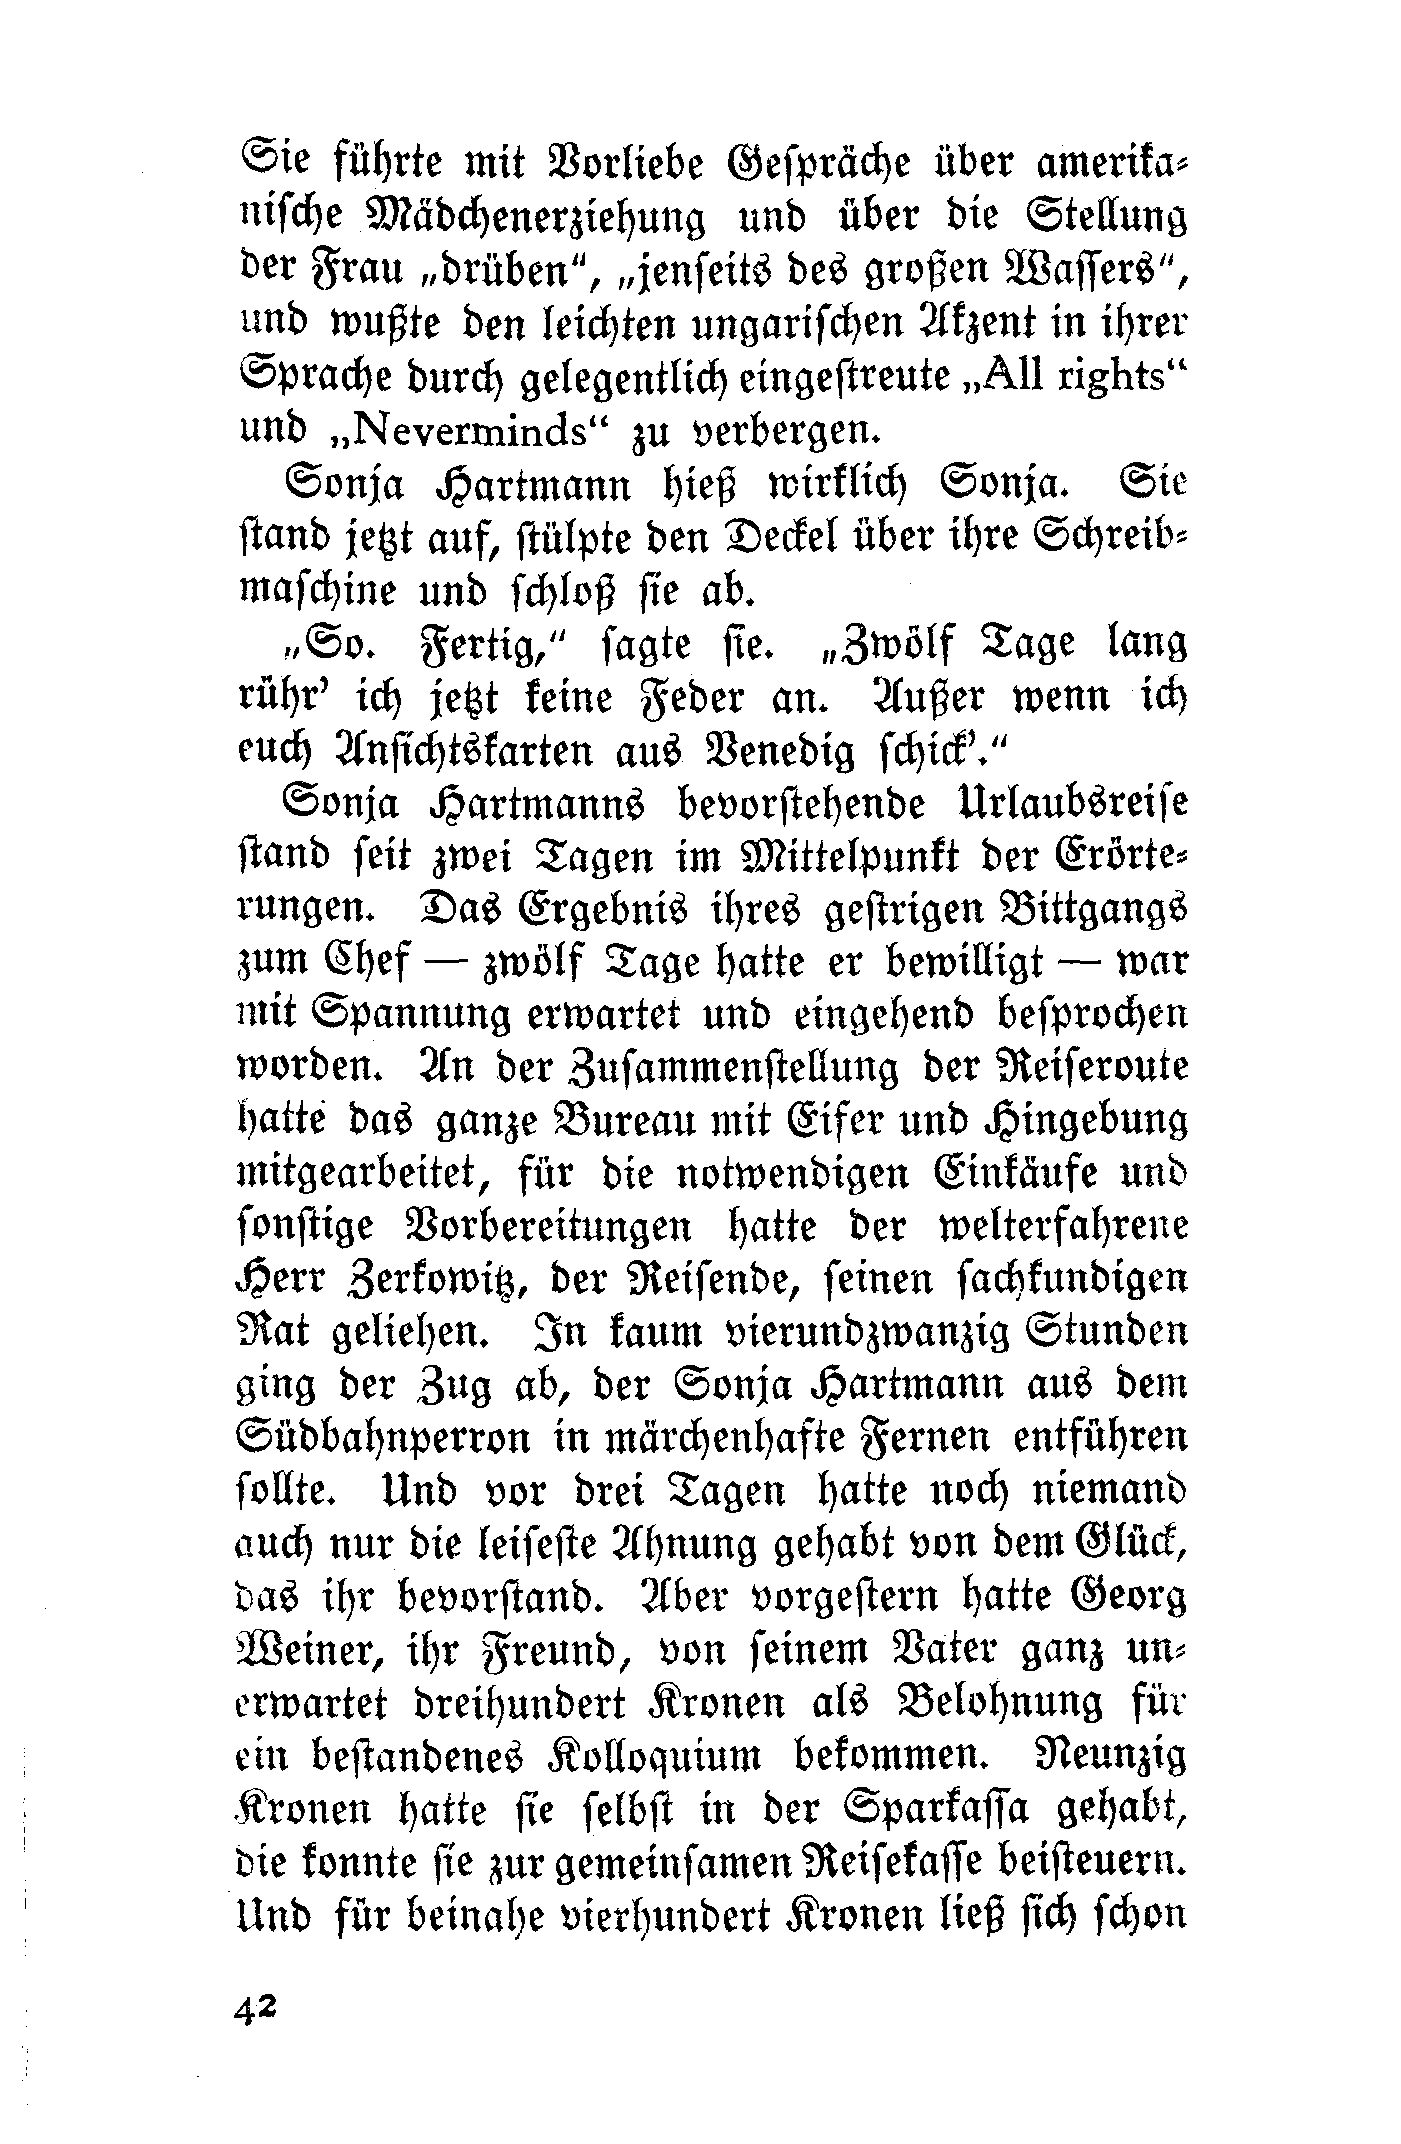 Sie führte mit Vorliebe Gespräche über amerika-
nische Mädchenerziehung und über die Stellung
der Frau „drüben“, „jenseits des großen Wassers“,
und wußte den leichten ungarischen Akzent in ihrer
Sprache durch gelegentlich eingestreute „All rights“
und „Neverminds“ zu verbergen.
Sonja Hartmann hieß wirklich Sonja. Sie
stand jetzt auf, stülpte den Deckel über ihre Schreib-
maschine und schloß sie ab.
„So. Fertig,“ sagte sie. „Zwölf Tage lang
rühr’ ich jetzt keine Feder an. Außer wenn ich
euch Ansichtskarten aus Venedig schick’.“
Sonja Hartmanns bevorstehende Urlaubsreise
stand seit zwei Tagen im Mittelpunkt der Erörte-
rungen. Das Ergebnis ihres gestrigen Bittgangs
zum Chef — zwölf Tage hatte er bewilligt — war
mit Spannung erwartet und eingehend besprochen
worden. An der Zusammenstellung der Reiseroute
hatte das ganze Bureau mit Eifer und Hingebung
mitgearbeitet, für die notwendigen Einkäufe und
sonstige Vorbereitungen hatte der welterfahrene
Herr Zerkowitz, der Reisende, seinen sachkundigen
Rat geliehen. In kaum vierundzwanzig Stunden
ging der Zug ab, der Sonja Hartmann aus dem
Südbahnperron in märchenhafte Fernen entführen
sollte. Und vor drei Tagen hatte noch niemand
auch nur die leiseste Ahnung gehabt von dem Glück,
das ihr bevorstand. Aber vorgestern hatte Georg
Weiner, ihr Freund, von seinem Vater ganz un-
erwartet dreihundert Kronen als Belohnung für
ein bestandenes Kolloquium bekommen. Neunzig
Kronen hatte sie selbst in der Sparkassa gehabt,
die konnte sie zur gemeinsamen Reisekasse beisteuern.
Und für beinahe vierhundert Kronen ließ sich schon
42